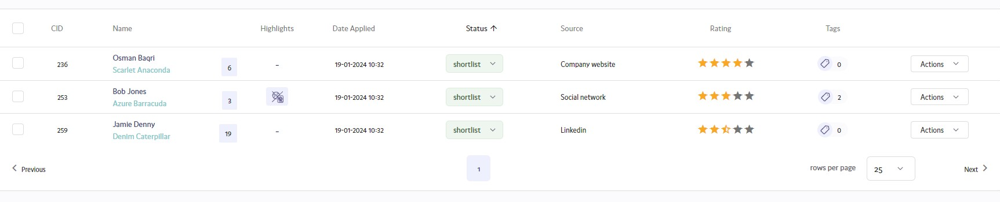 CID Name Highlights Date Applied Status Source Rating Tags
Osman Baqri
236 6 - 19-01-2024 10:32 shortlist Company website 0 Actions
Scarlet Anaconda
Bob Jones
253 3 19-01-2024 10:32 shortlist Social network 2 Actions
Azure Barracuda
Jamie Denny
259 19 - 19-01-2024 10:32 shortlist Linkedin 0 Actions
Denim Caterpillar
Previous 1 rows per page 25 Next